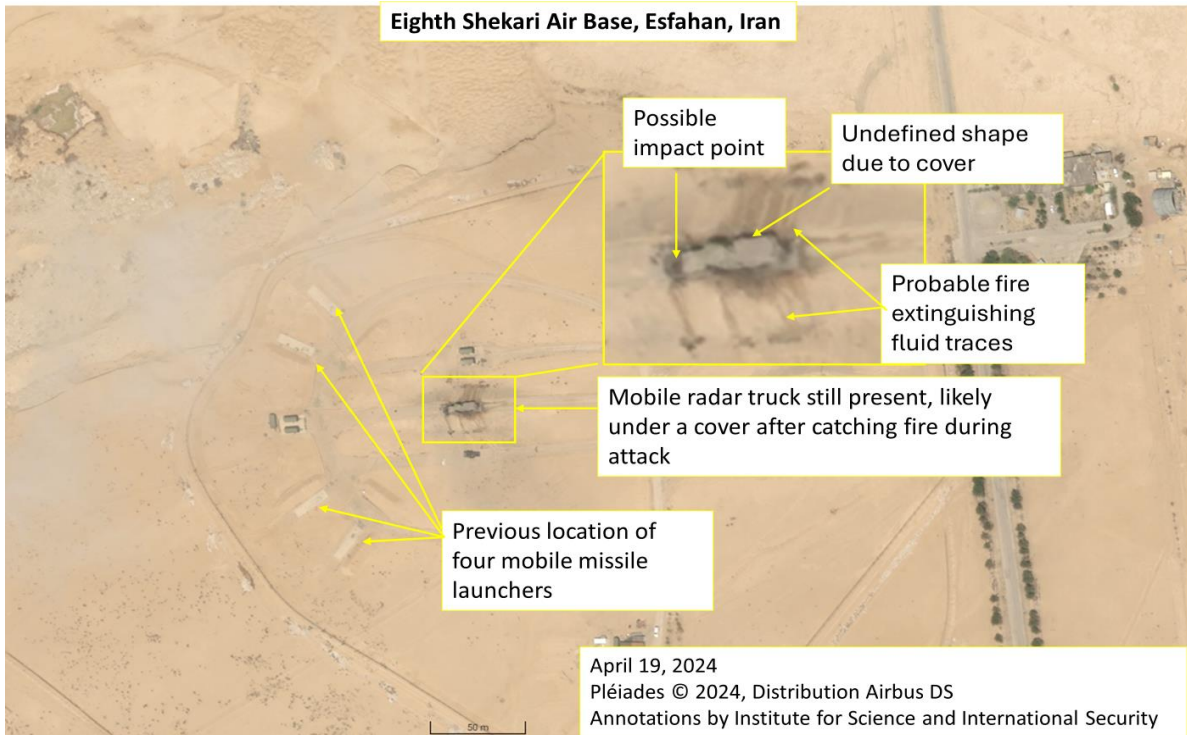 Eighth Shekari Air Base, Esfahan, Iran
Possible
impact point
Undefined shape
due to cover
Probable fire
extinguishing
fluid traces
Mobile radar truck still present, likely
under a cover after catching fire during
attack
Previous location of
four mobile missile
launchers
April 19, 2024
Pléiades © 2024, Distribution Airbus DS
Annotations by Institute for Science and International Security
50 m